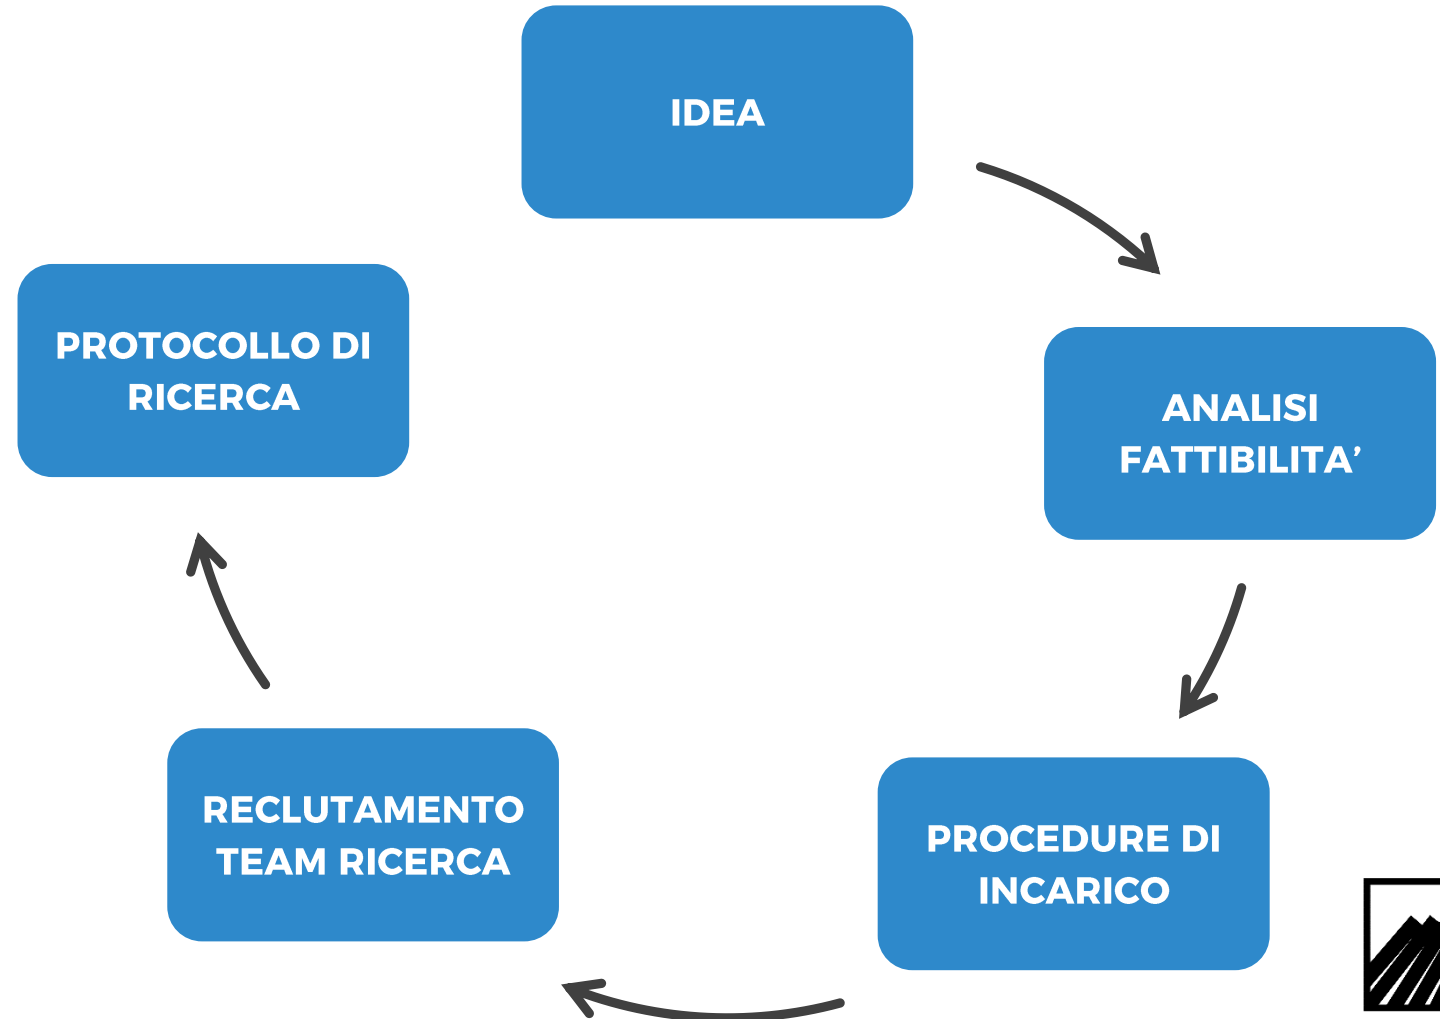 IDEA
ANALISI
FATTIBILITA’
PROCEDURE DI
INCARICO
RECLUTAMENTO
TEAM RICERCA
PROTOCOLLO DI
RICERCA